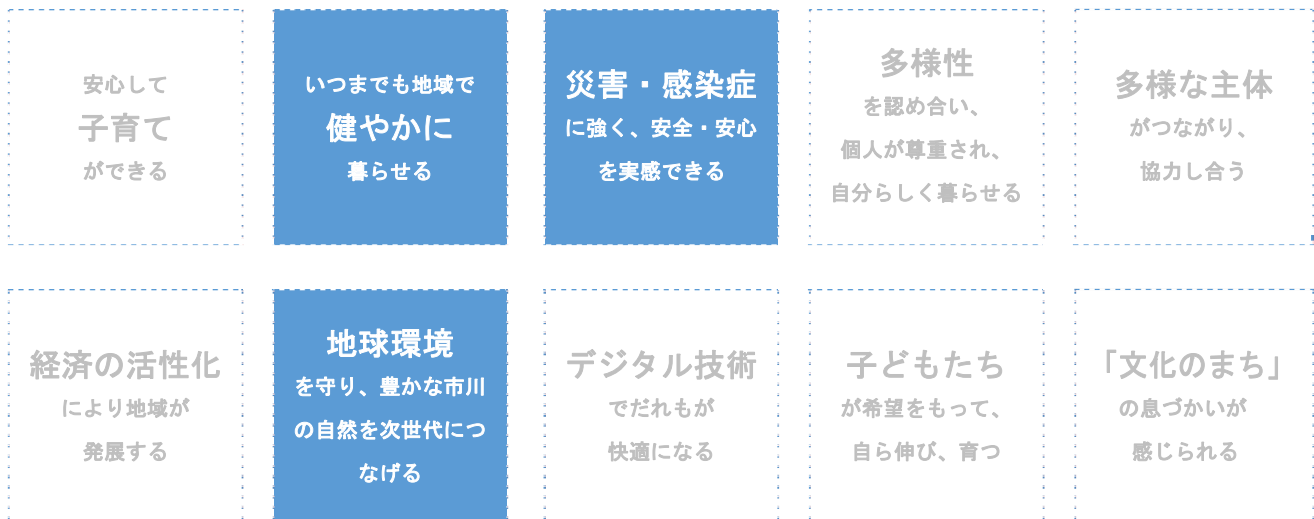 安心して
子育て
ができる
いつまでも地域で
健やかに
暮らせる
災害・感染症
に強く、安全・安心
を実感できる
多様性
を認め合い、
個人が尊重され、
自分らしく暮らせる
多様な主体
がつながり、
協力し合う
経済の活性化
により地域が
発展する
地球環境
を守り、豊かな市川
の自然を次世代につ
なげる
デジタル技術
でだれもが
快適になる
子どもたち
が希望をもって、
自ら伸び、育つ
「文化のまち」
の息づかいが
感じられる